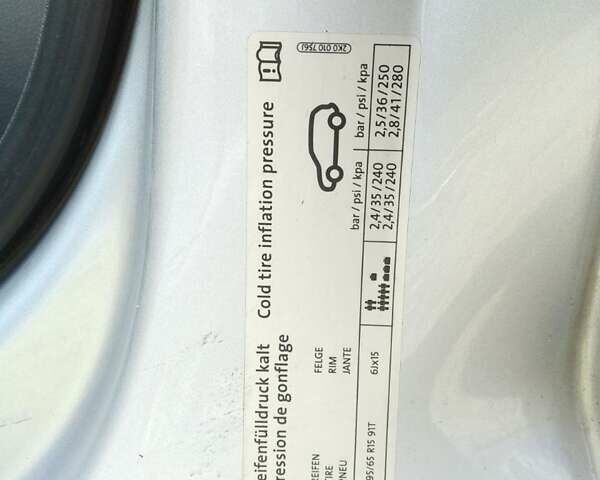 eifenfülldruck kalt Cold tire inflation pressure
ression de gonflage
2K0 010 756J
EIFEN FELGE
TIRE RIM
PNEU JANTE bar / psi / kpa bar / psi / kpa
95/65 R15 91T 6Jx15 2,4/35/240 2,5/36/250
2,4/35/240 2,8/41/280